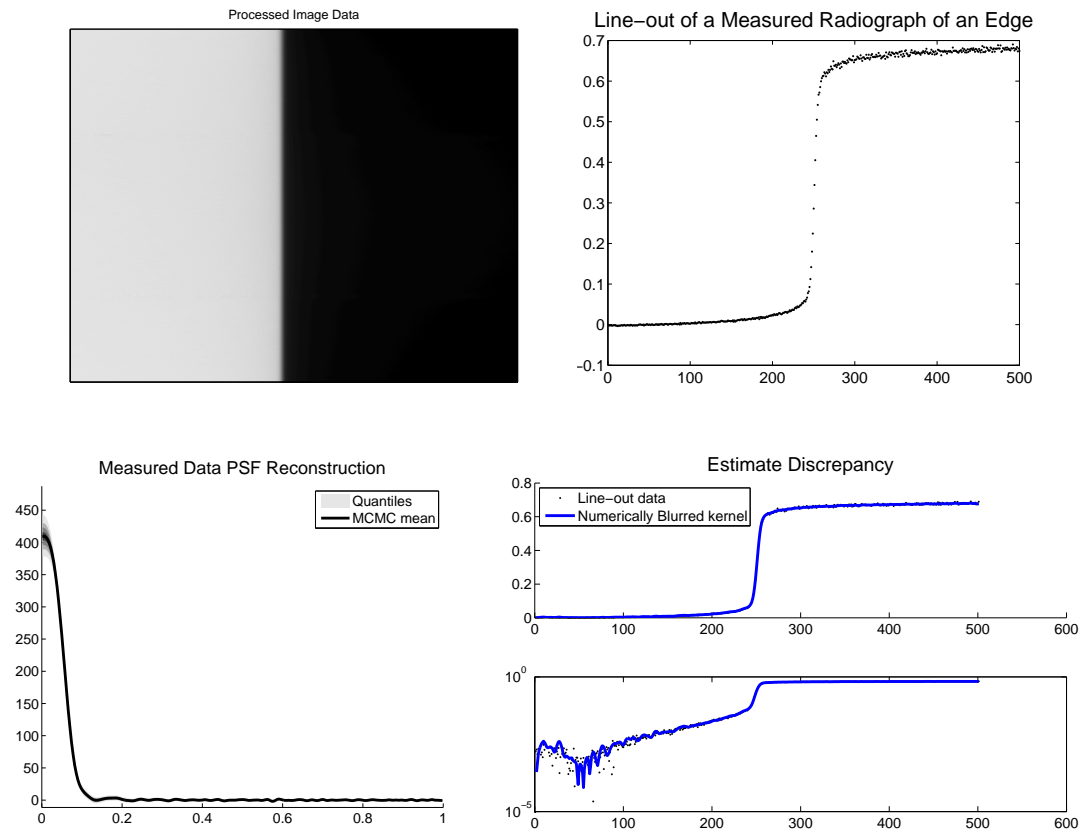 Processed Image Data
Line−out of a Measured Radiograph of an Edge
0.7
0.6
0.5
0.4
0.3
0.2
0.1
0
−0.1
0 100 200 300 400 500
Measured Data PSF Reconstruction
Quantiles
MCMC mean
450
400
350
300
250
200
150
100
50
0
0 0.2 0.4 0.6 0.8 1
Estimate Discrepancy
Line−out data
Numerically Blurred kernel
0.8
0.6
0.4
0.2
0
0 100 200 300 400 500 600
10^0
10^−5
0 100 200 300 400 500 600